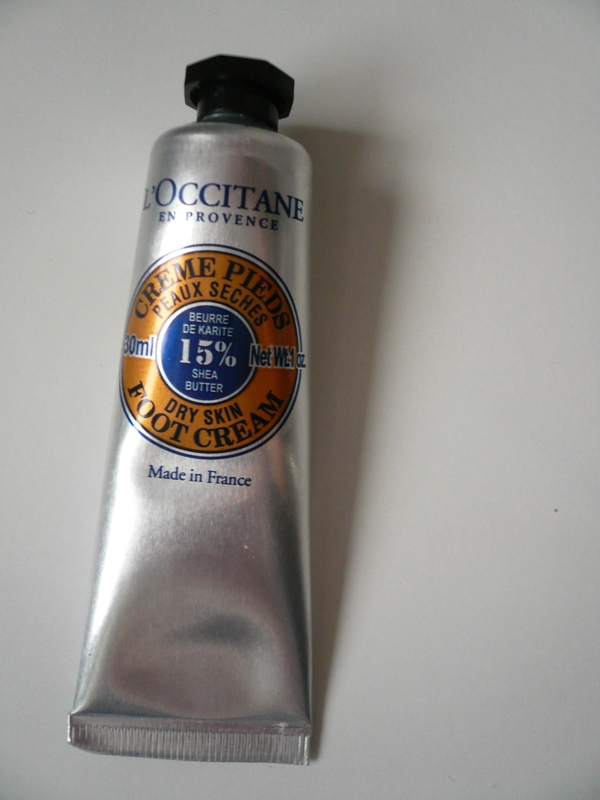 L'OCCITANE
EN PROVENCE
CREME PIEDS
PEAUX SECHES
30ml
BEURRE
DE KARITE
15%
SHEA
BUTTER
Net Wt.1 oz
DRY SKIN
FOOT CREAM
Made in France